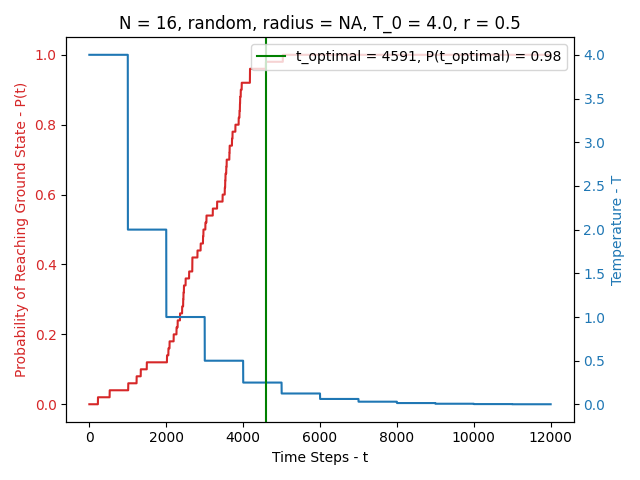 N = 16, random, radius = NA, T_0 = 4.0, r = 0.5
t_optimal = 4591, P(t_optimal) = 0.98
Probability of Reaching Ground State - P(t)
1.0
0.8
0.6
0.4
0.2
0.0
4.0
3.5
3.0
2.5
2.0
1.5
1.0
0.5
0.0
Temperature - T
0 2000 4000 6000 8000 10000 12000
Time Steps - t